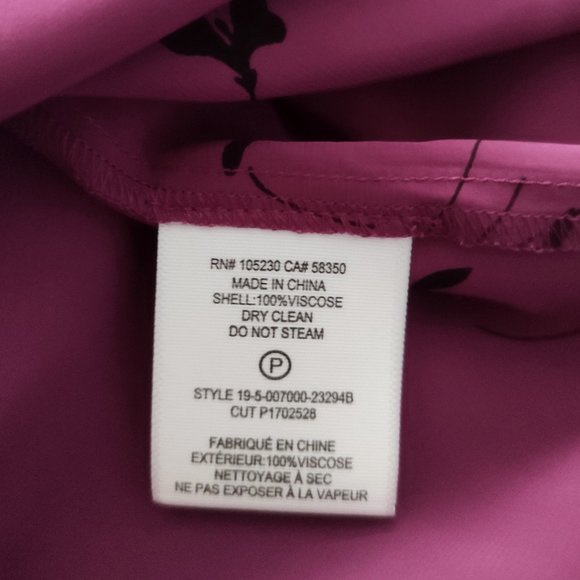 RN# 105230 CA# 58350
MADE IN CHINA
SHELL:100%VISCOSE
DRY CLEAN
DO NOT STEAM
P
STYLE 19-5-007000-23294B
CUT P1702528
FABRIQUÉ EN CHINE
EXTÉRIEUR:100%VISCOSE
NETTOYAGE À SEC
NE PAS EXPOSER À LA VAPEUR